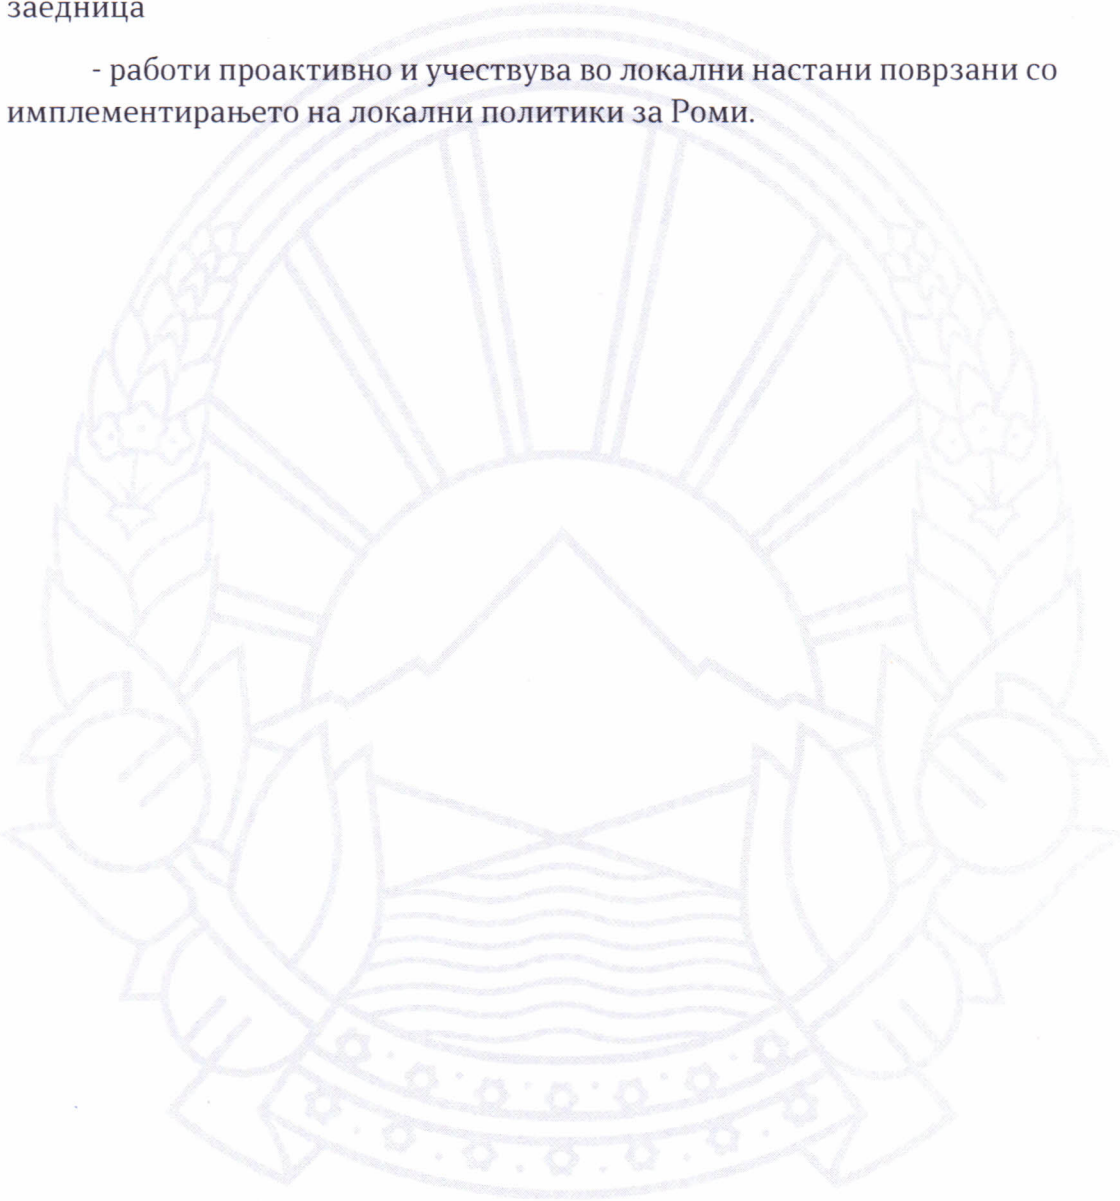 заедница
- работи проактивно и учествува во локални настани поврзани со
имплементирањето на локални политики за Роми.